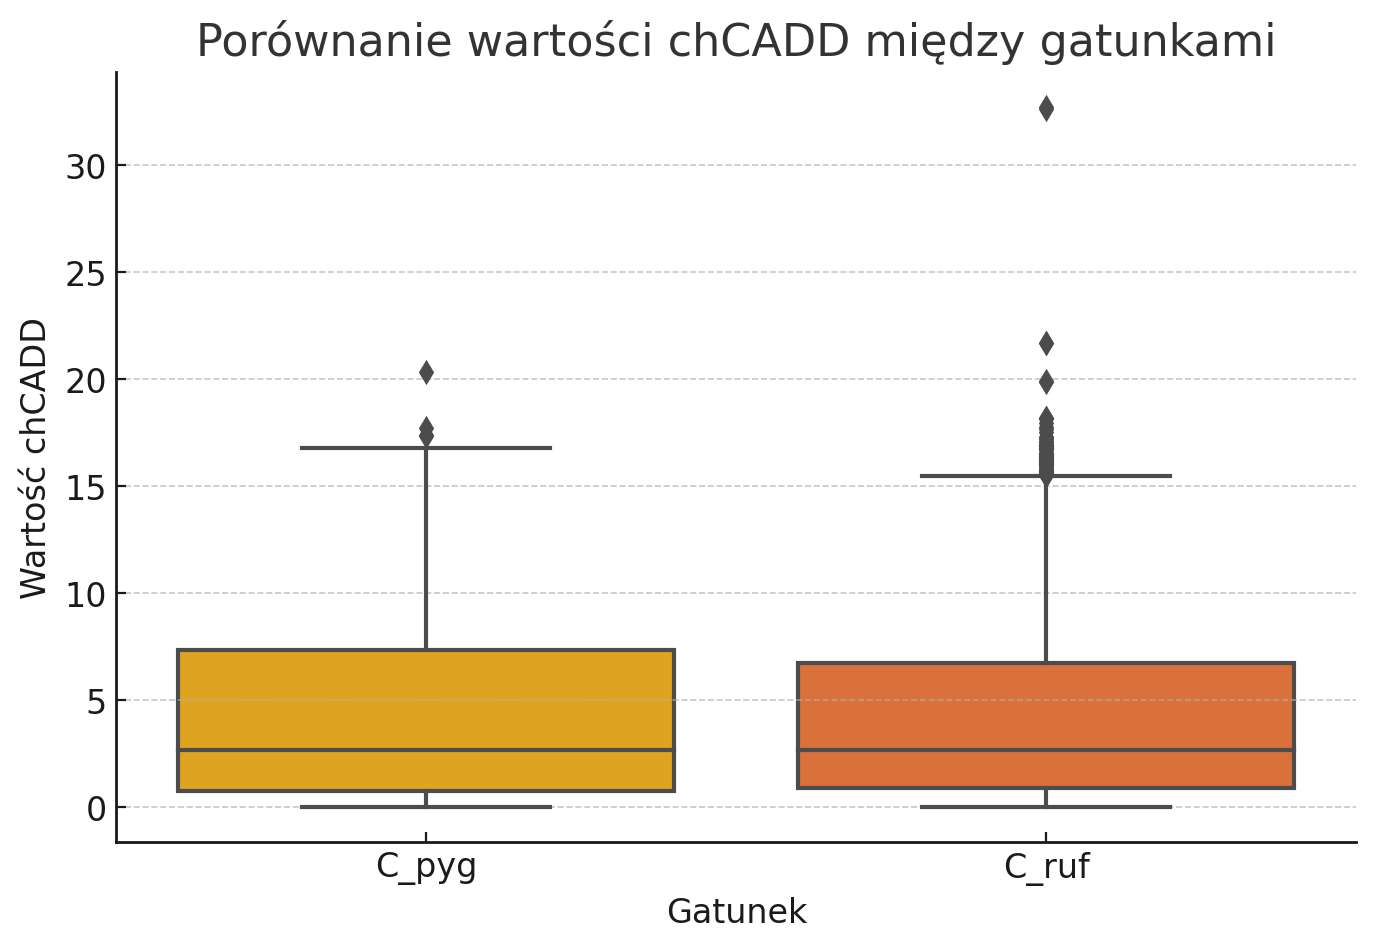 Porównanie wartości chCADD między gatunkami
Wartość chCADD
30
25
20
15
10
5
0
C_pyg
C_ruf
Gatunek